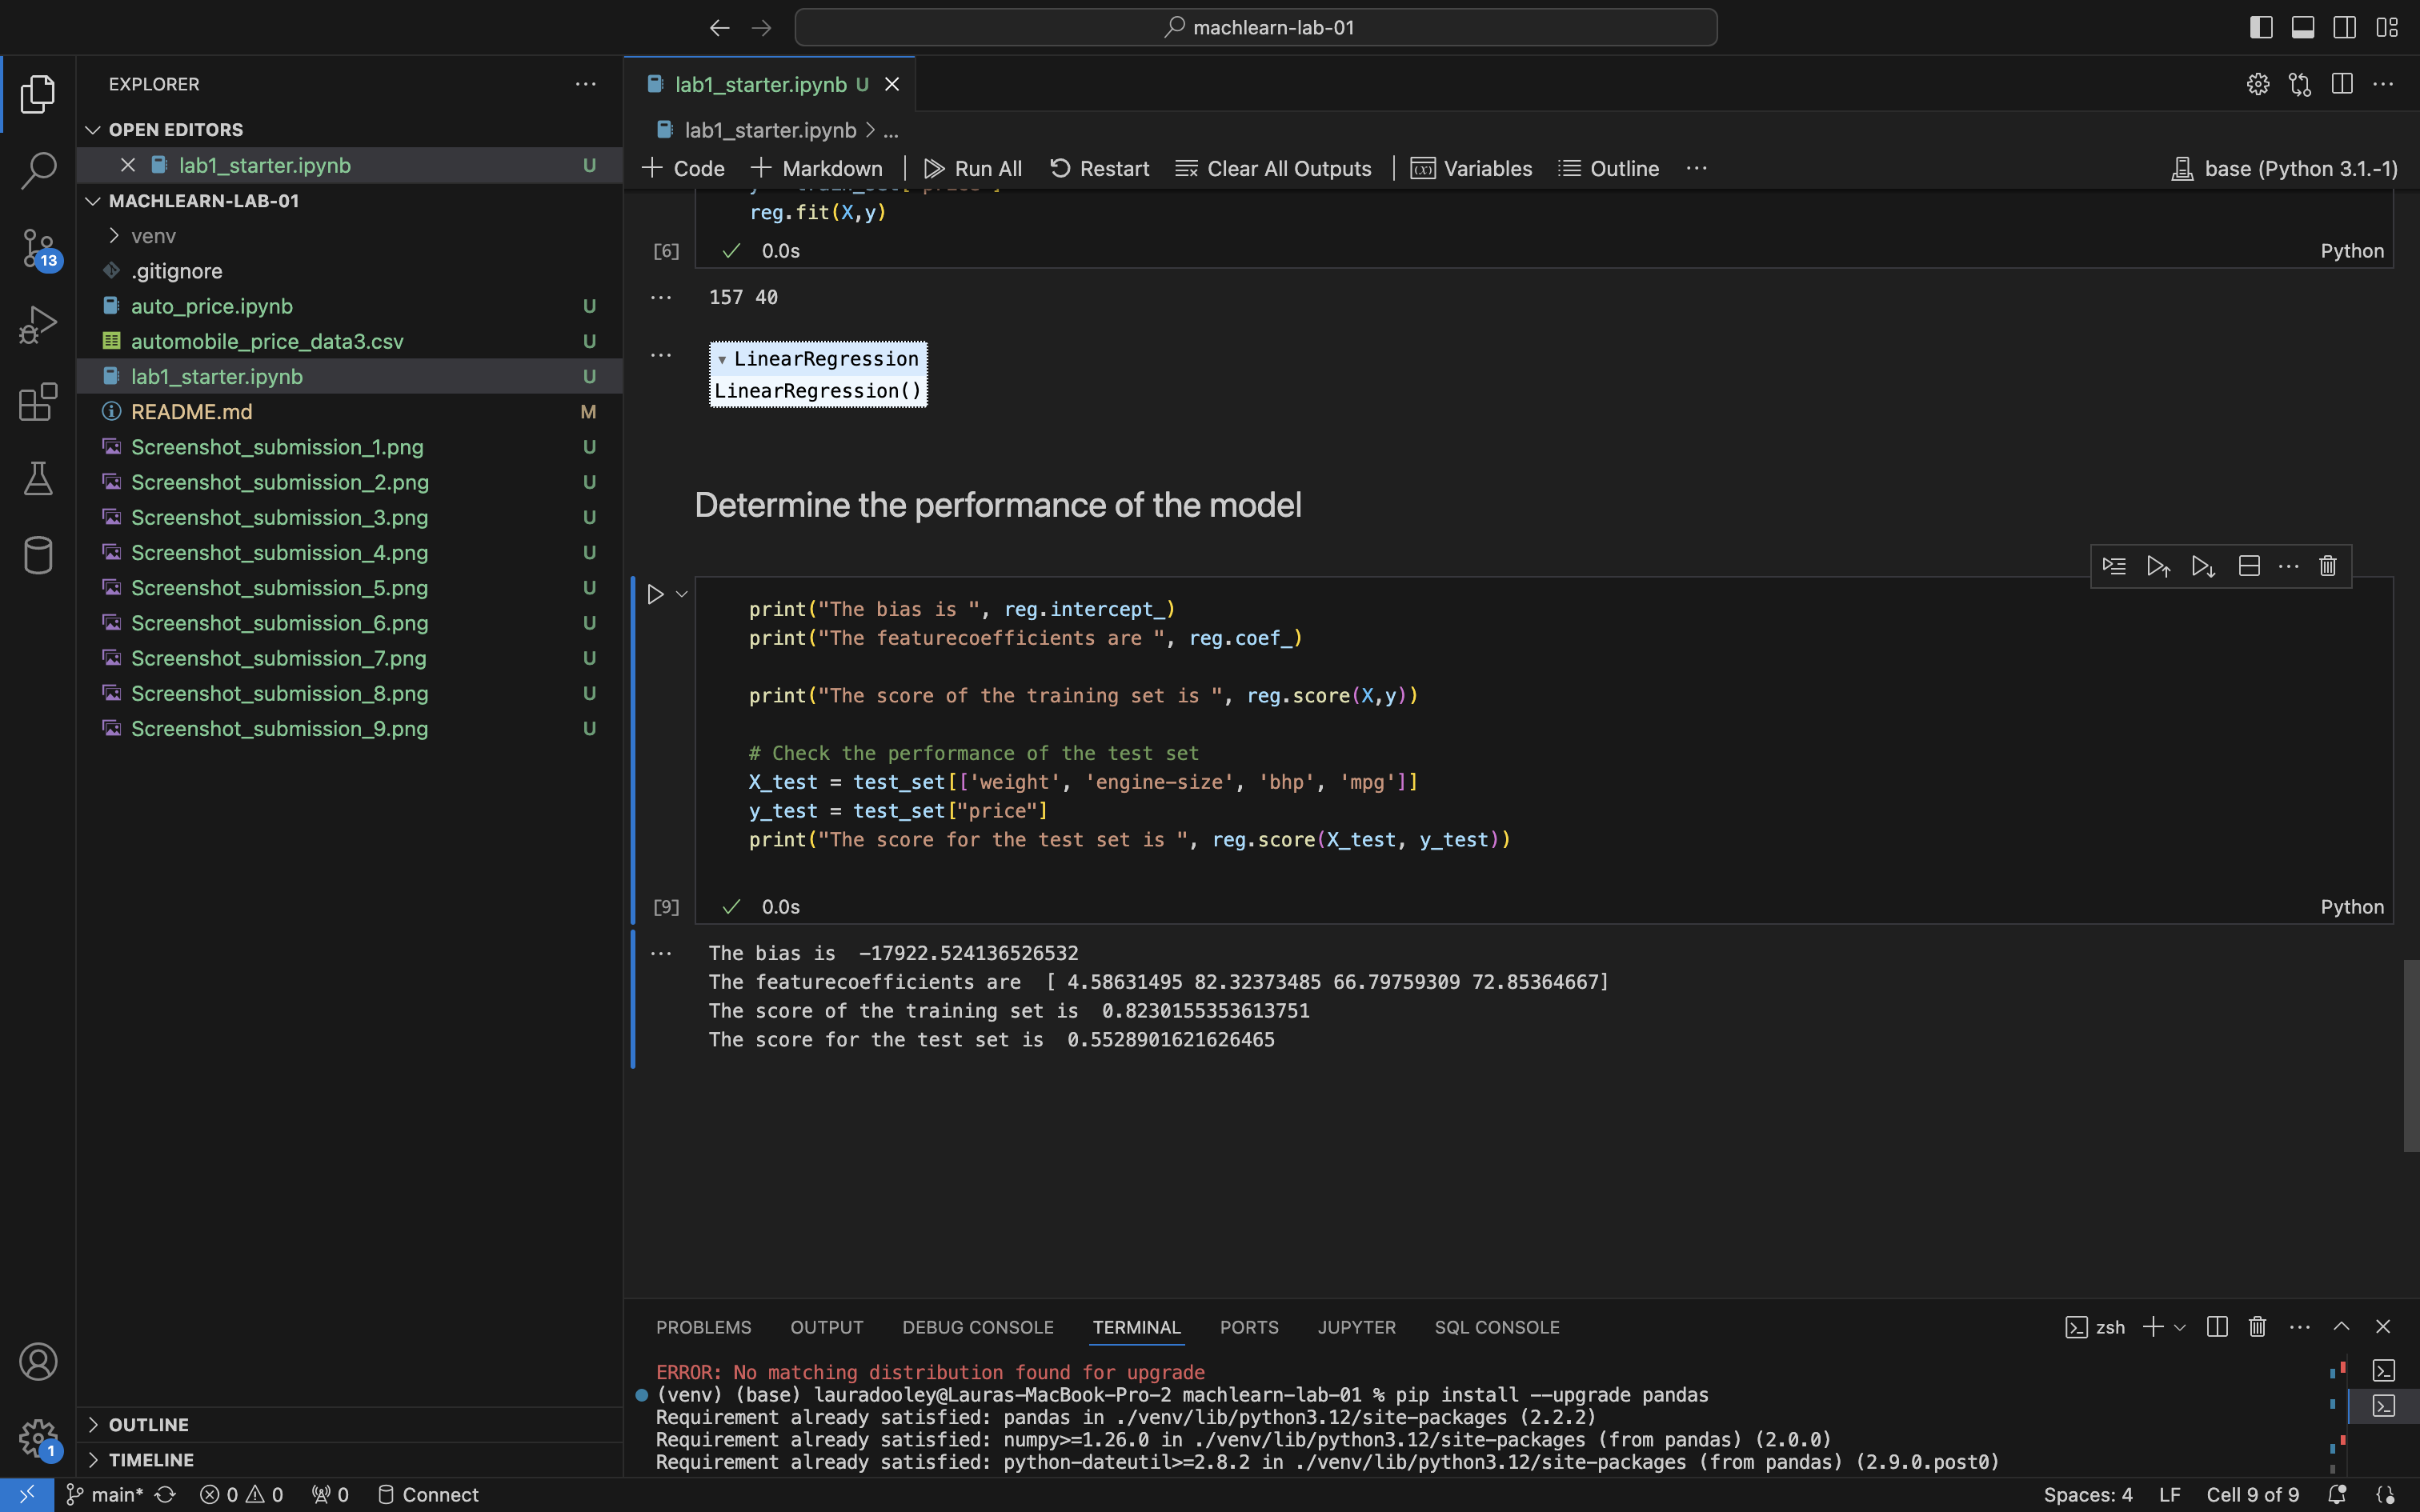 machlearn-lab-01
EXPLORER
OPEN EDITORS
lab1_starter.ipynb U
MACHLEARN-LAB-01
venv
.gitignore
auto_price.ipynb U
automobile_price_data3.csv U
lab1_starter.ipynb U
README.md M
Screenshot_submission_1.png U
Screenshot_submission_2.png U
Screenshot_submission_3.png U
Screenshot_submission_4.png U
Screenshot_submission_5.png U
Screenshot_submission_6.png U
Screenshot_submission_7.png U
Screenshot_submission_8.png U
Screenshot_submission_9.png U
OUTLINE
TIMELINE
13
1
lab1_starter.ipynb U
lab1_starter.ipynb > ...
Code Markdown Run All Restart Clear All Outputs Variables Outline ... base (Python 3.1.-1)
reg.fit(X,y)
[6] 0.0s Python
157 40
LinearRegression
LinearRegression()
Determine the performance of the model
print("The bias is ", reg.intercept_)
print("The featurecoefficients are ", reg.coef_)
print("The score of the training set is ", reg.score(X,y))
# Check the performance of the test set
X_test = test_set[['weight', 'engine-size', 'bhp', 'mpg']]
y_test = test_set["price"]
print("The score for the test set is ", reg.score(X_test, y_test))
[9] 0.0s Python
The bias is  -17922.524136526532
The featurecoefficients are  [ 4.58631495 82.32373485 66.79759309 72.85364667]
The score of the training set is  0.8230155353613751
The score for the test set is  0.5528901621626465
PROBLEMS OUTPUT DEBUG CONSOLE TERMINAL PORTS JUPYTER SQL CONSOLE zsh
ERROR: No matching distribution found for upgrade
(venv) (base) lauradooley@Lauras-MacBook-Pro-2 machlearn-lab-01 % pip install --upgrade pandas
Requirement already satisfied: pandas in ./venv/lib/python3.12/site-packages (2.2.2)
Requirement already satisfied: numpy>=1.26.0 in ./venv/lib/python3.12/site-packages (from pandas) (2.0.0)
Requirement already satisfied: python-dateutil>=2.8.2 in ./venv/lib/python3.12/site-packages (from pandas) (2.9.0.post0)
main* 0 0 0 Connect Spaces: 4 LF Cell 9 of 9